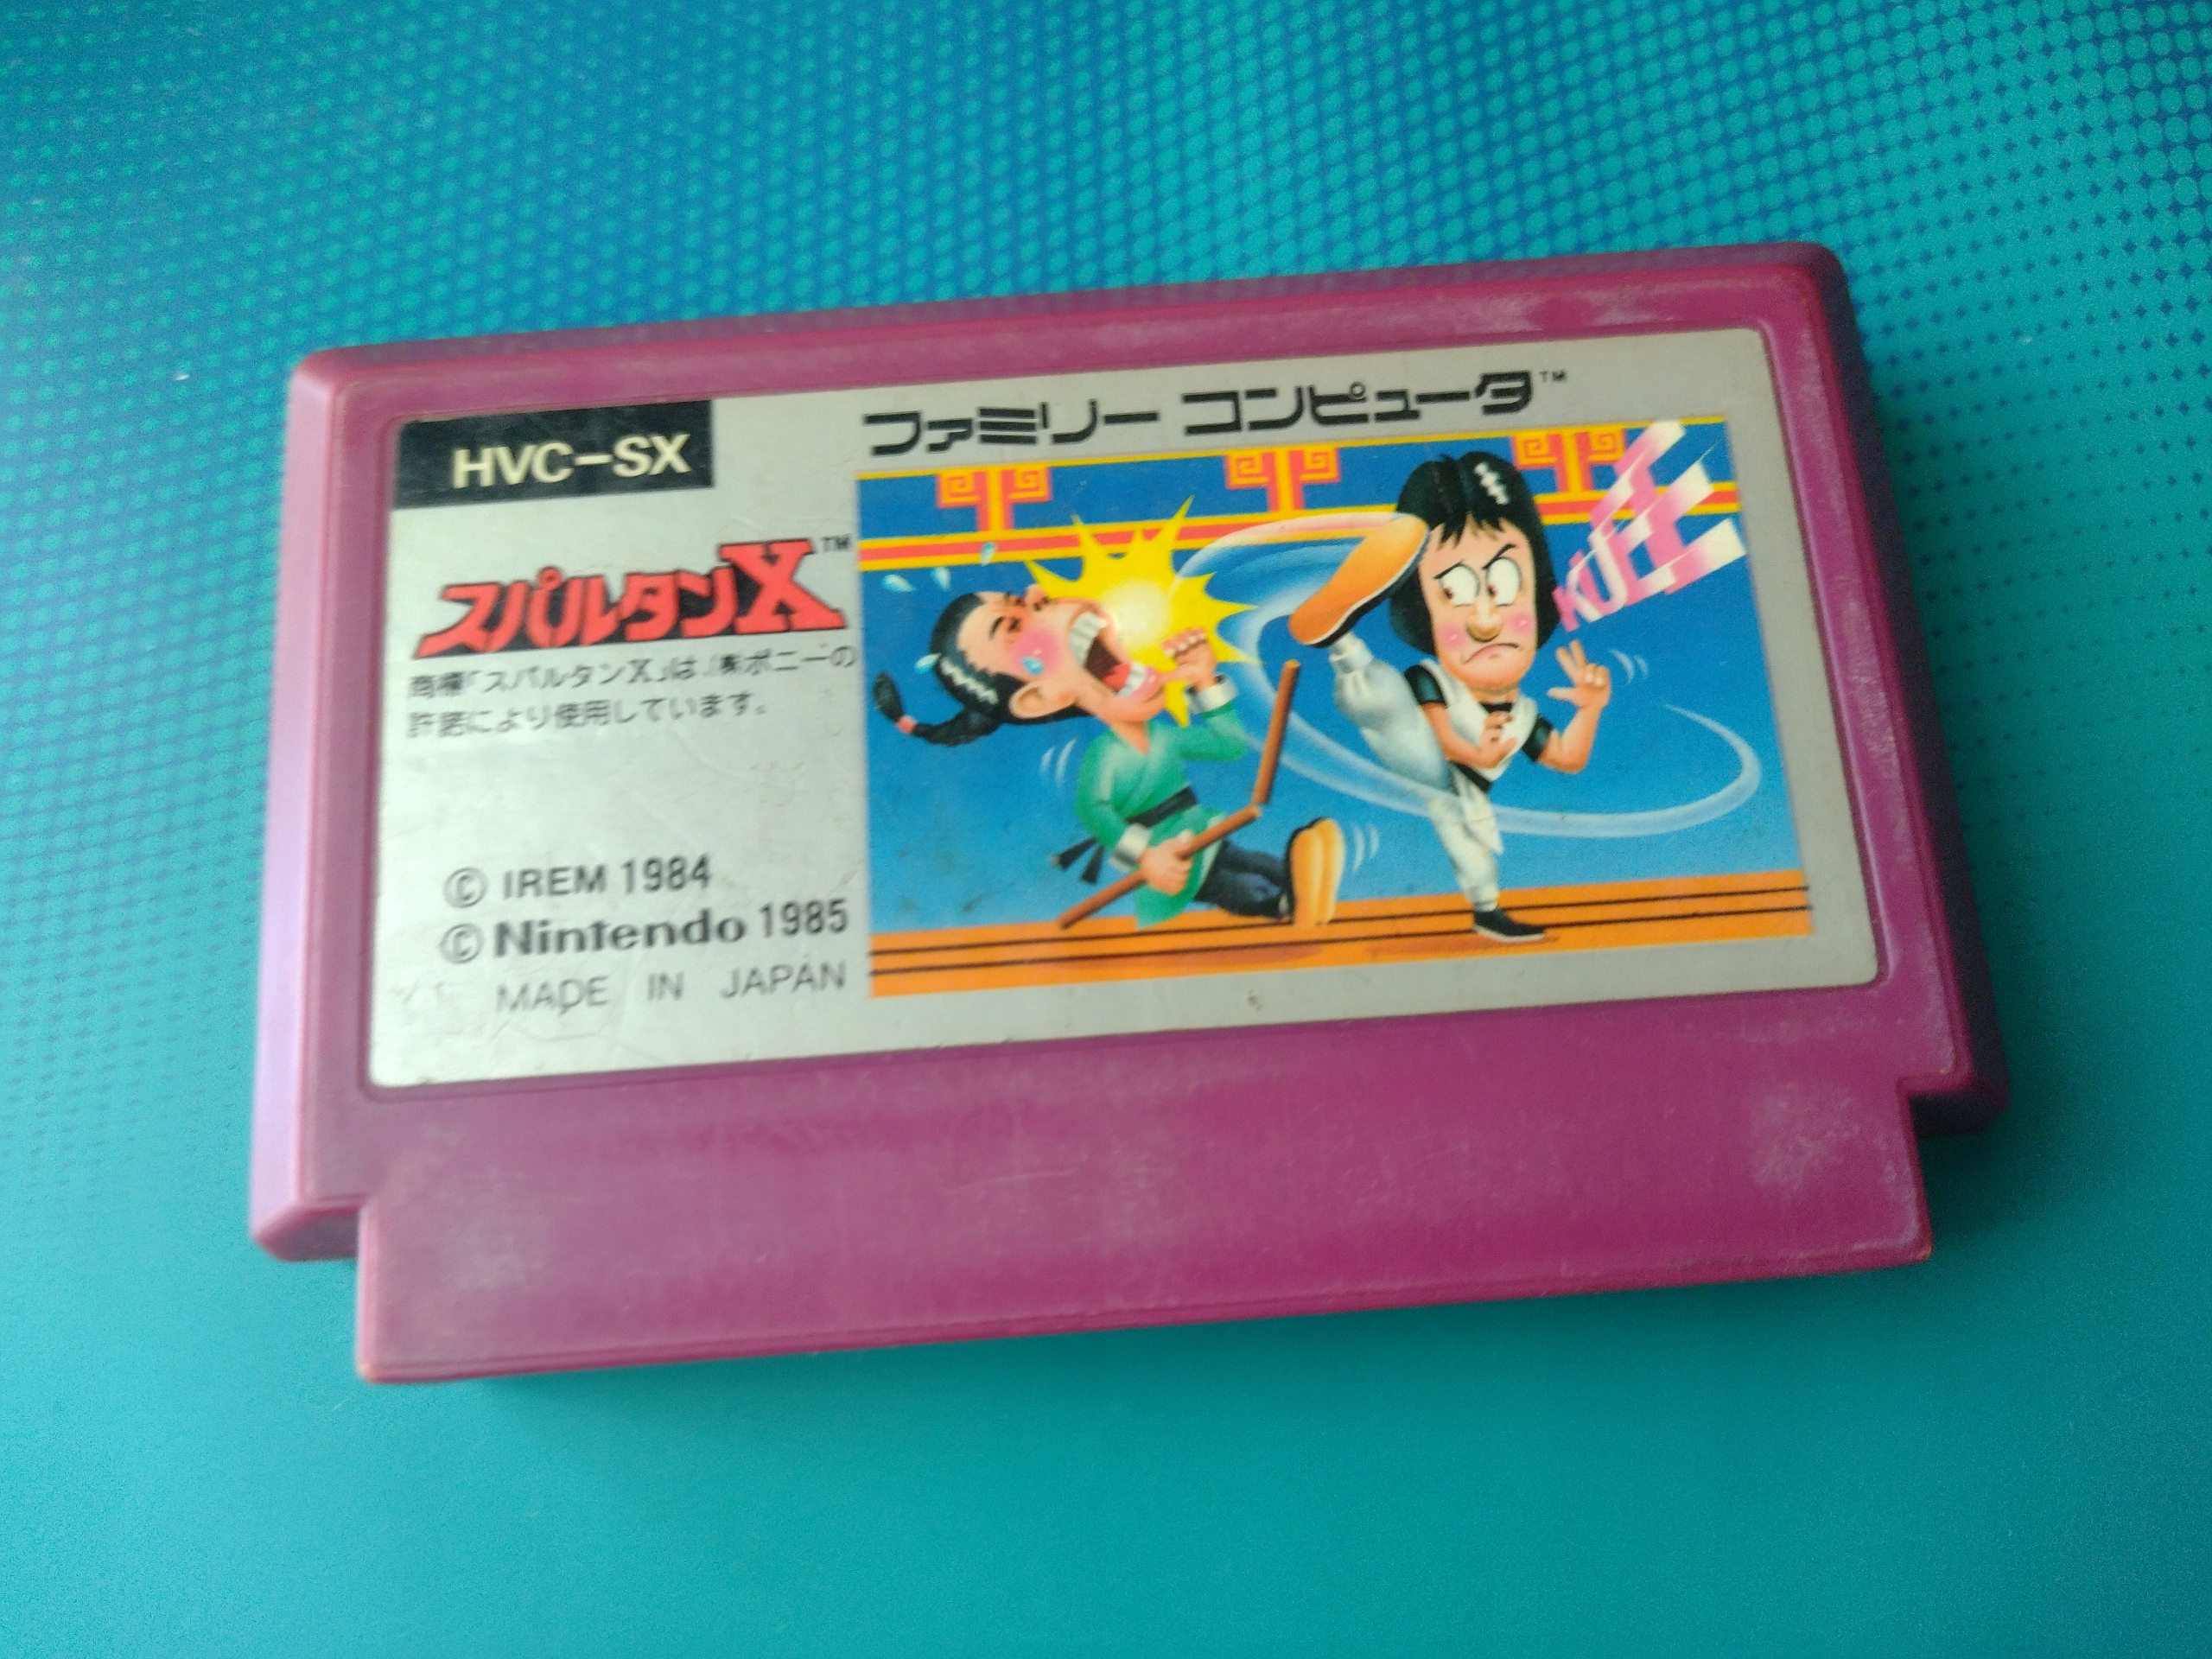 HVC-SX
ファミリー コンピュータ™
スパルタンX™
商標「スパルタンX」は、㈱ポニーの
許諾により使用しています。
© IREM 1984
© Nintendo 1985
MADE IN JAPAN
KUEEE